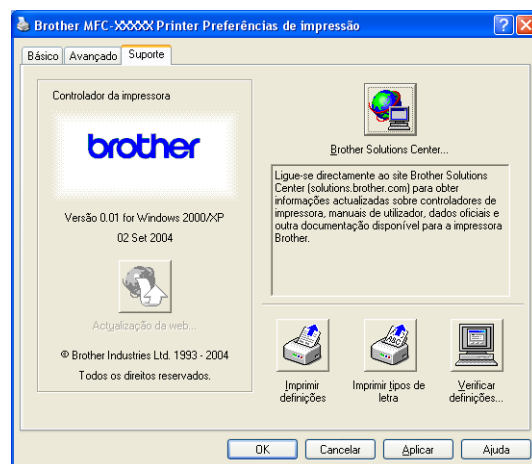 Brother MFC-XXXXX Printer Preferências de impressão
Básico
Avançado
Suporte
Controlador da impressora
brother
Versão 0.01 for Windows 2000/XP
02 Set 2004
Actualização da web...
© Brother Industries Ltd. 1993 - 2004
Todos os direitos reservados.
Brother Solutions Center...
Ligue-se directamente ao site Brother Solutions
Center (solutions.brother.com) para obter
informações actualizadas sobre controladores de
impressora, manuais de utilizador, dados oficiais e
outra documentação disponível para a impressora
Brother.
Imprimir
definições
ABC
Imprimir tipos de
letra
Verificar
definições...
OK
Cancelar
Aplicar
Ajuda